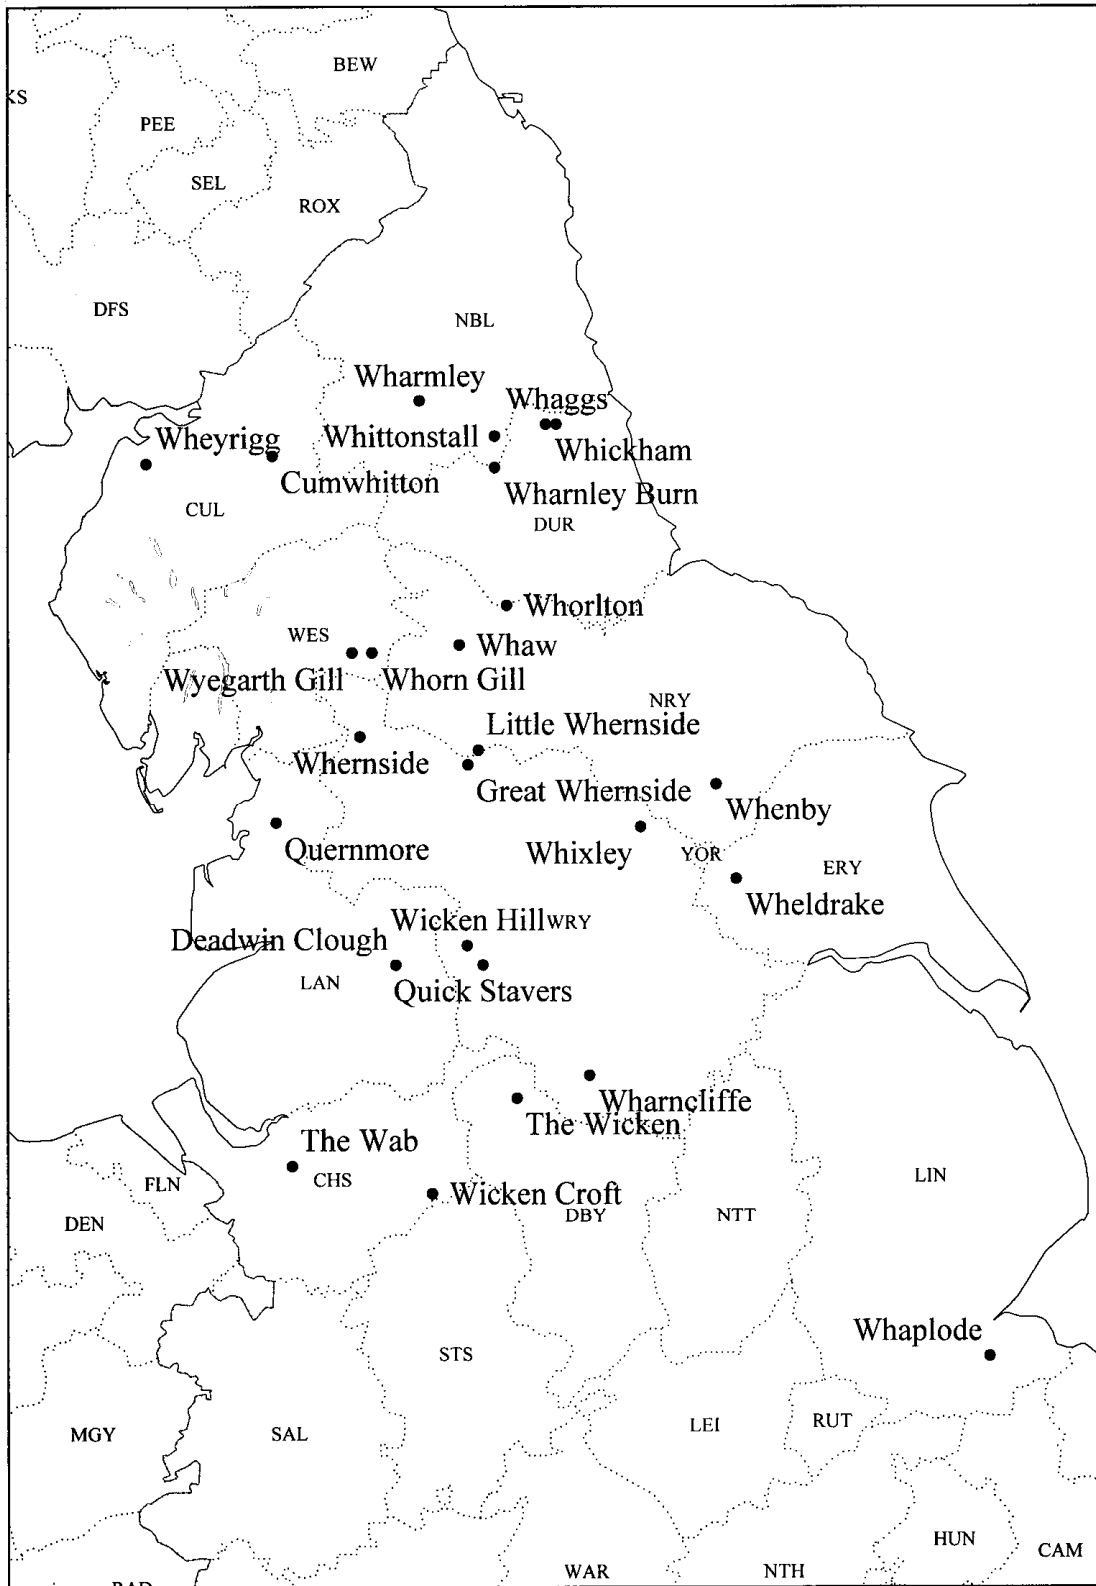 BEW
KS
PEE
SEL
ROX
DFS
NBL
Wharmley
Whaggs
Whittonstall
Wheyrigg
Whickham
Cumwhitton
Wharnley Burn
CUL
DUR
Whorlton
WES
Whaw
Wyegarth Gill
Whorn Gill
NRY
Little Whernside
Whernside
Great Whernside
Whenby
Quernmore
Whixley
YOR
ERY
Wheldrake
Wicken Hill
WRY
Deadwin Clough
LAN
Quick Stavers
Wharncliffe
The Wicken
The Wab
CHS
FLN
LIN
Wicken Croft
DEN
DBY
NTT
Whaplode
STS
MGY
SAL
LEI
RUT
HUN
CAM
WAR
NTH